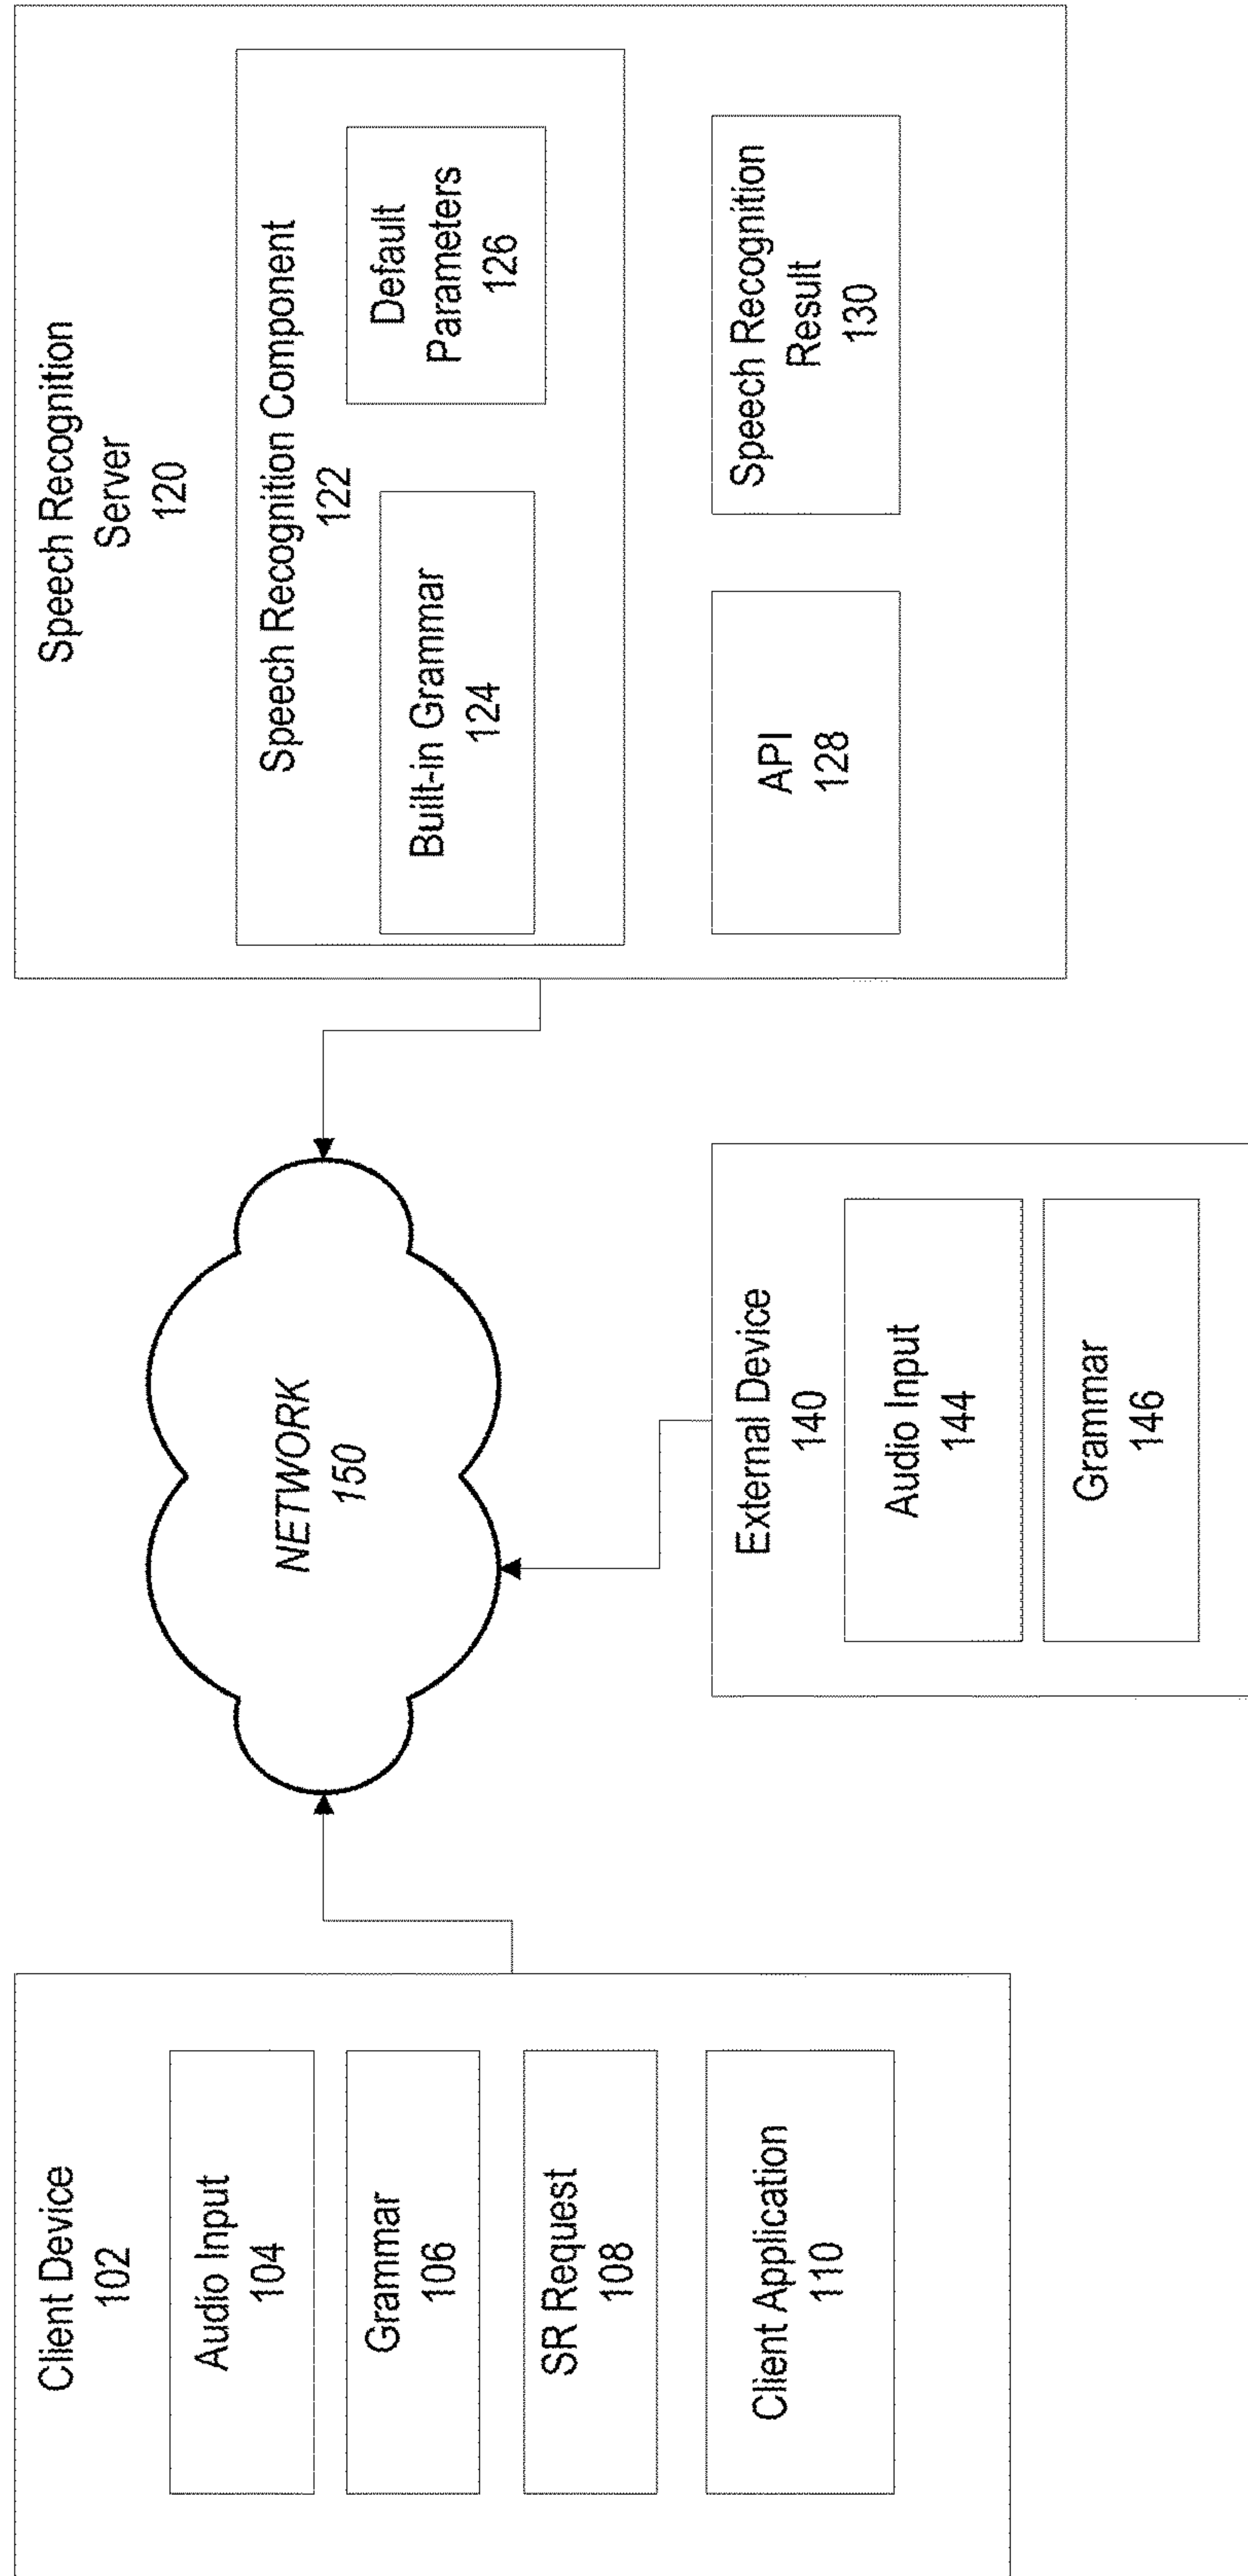 Client Device
102
Audio Input
104
Grammar
106
SR Request
108
Client Application
110
NETWORK
150
External Device
140
Audio Input
144
Grammar
146
Speech Recognition
Server
120
Speech Recognition Component
122
Built-in Grammar
124
Default
Parameters
126
API
128
Speech Recognition
Result
130